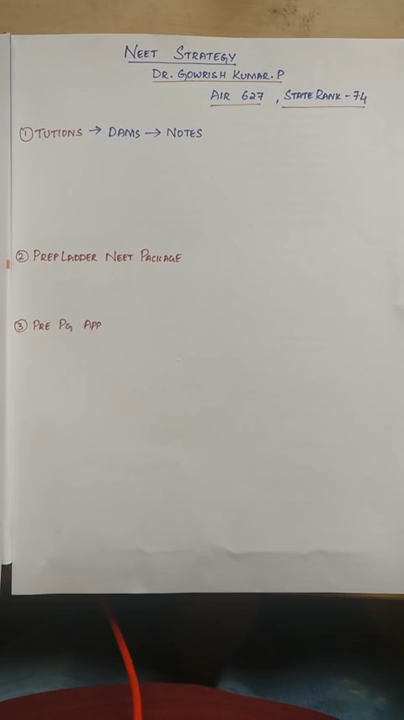 NEET STRATEGY
DR. GOWRISH KUMAR.P
AIR 627 , STATE RANK - 74
① TUTIONS → DAMS → NOTES
② PREPLADDER NEET PACKAGE
③ PRE PG APP